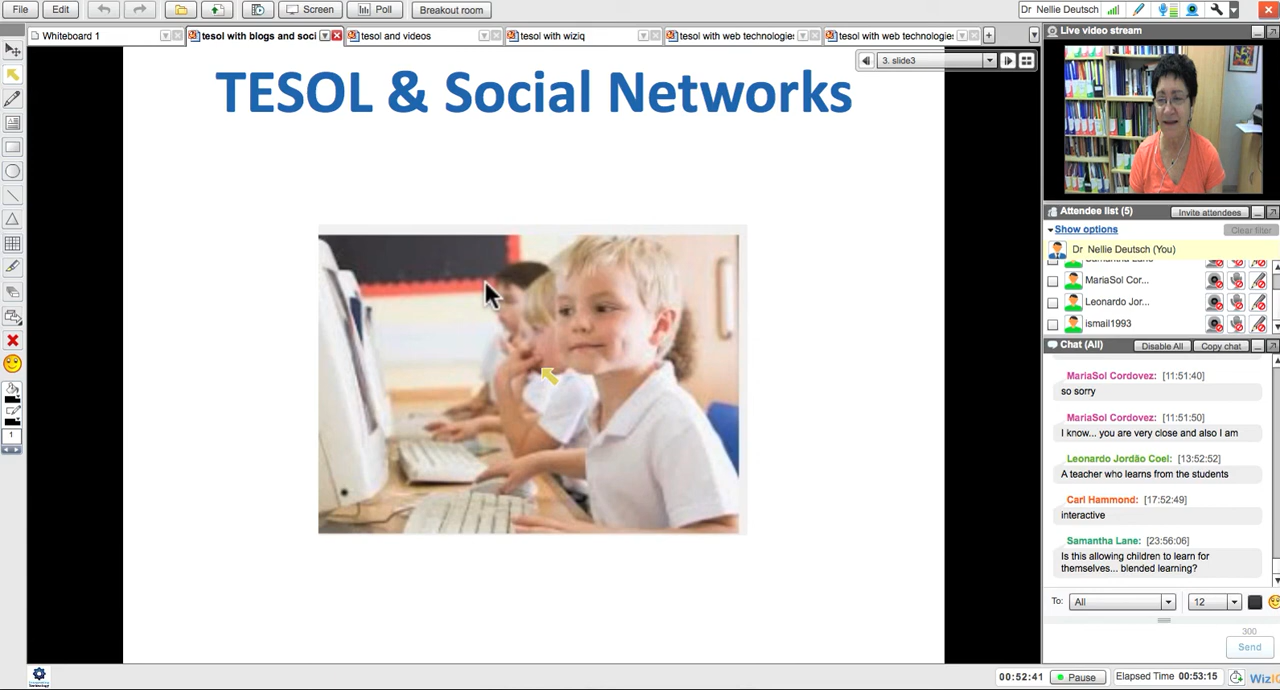 File
Edit
Screen
Poll
Breakout room
Dr Nellie Deutsch
Whiteboard 1
tesol with blogs and soci
tesol and videos
tesol with wiziq
tesol with web technologies
tesol with web technologies
3. slide3
TESOL & Social Networks
Live video stream
Attendee list (5)
Invite attendees
Show options
Clear filter
Dr Nellie Deutsch (You)
Samantha Lane
MariaSol Cor...
Leonardo Jor...
ismail1993
Chat (All)
Disable All
Copy chat
MariaSol Cordovez: [11:51:40]
so sorry
MariaSol Cordovez: [11:51:50]
I know... you are very close and also I am
Leonardo Jordão Coel: [13:52:52]
A teacher who learns from the students
Carl Hammond: [17:52:49]
interactive
Samantha Lane: [23:56:06]
Is this allowing children to learn for
themselves... blended learning?
To:
All
12
300
Send
1
00:52:41
Pause
Elapsed Time
00:53:15
WizI